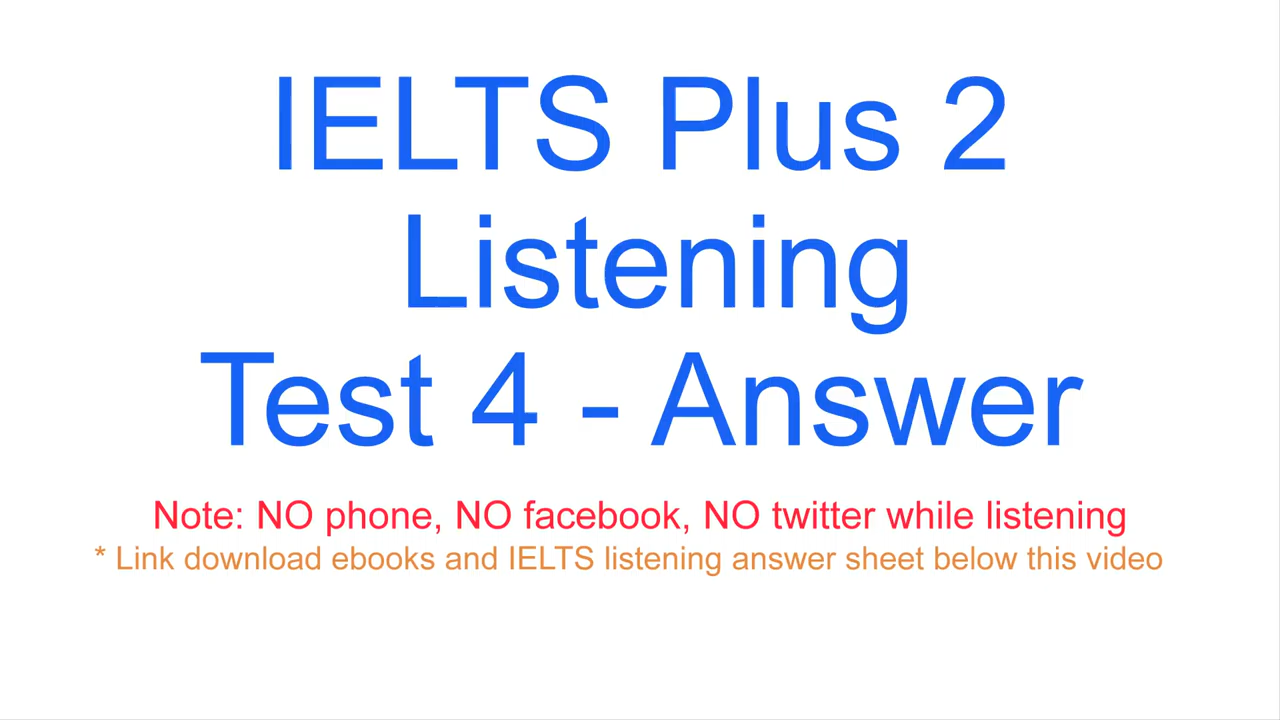 IELTS Plus 2
Listening
Test 4 - Answer
Note: NO phone, NO facebook, NO twitter while listening
* Link download ebooks and IELTS listening answer sheet below this video